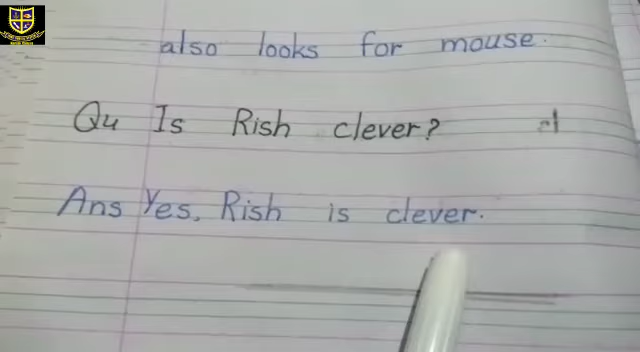 also looks for mouse.
Qu Is Rish clever?
Ans Yes, Rish is clever.